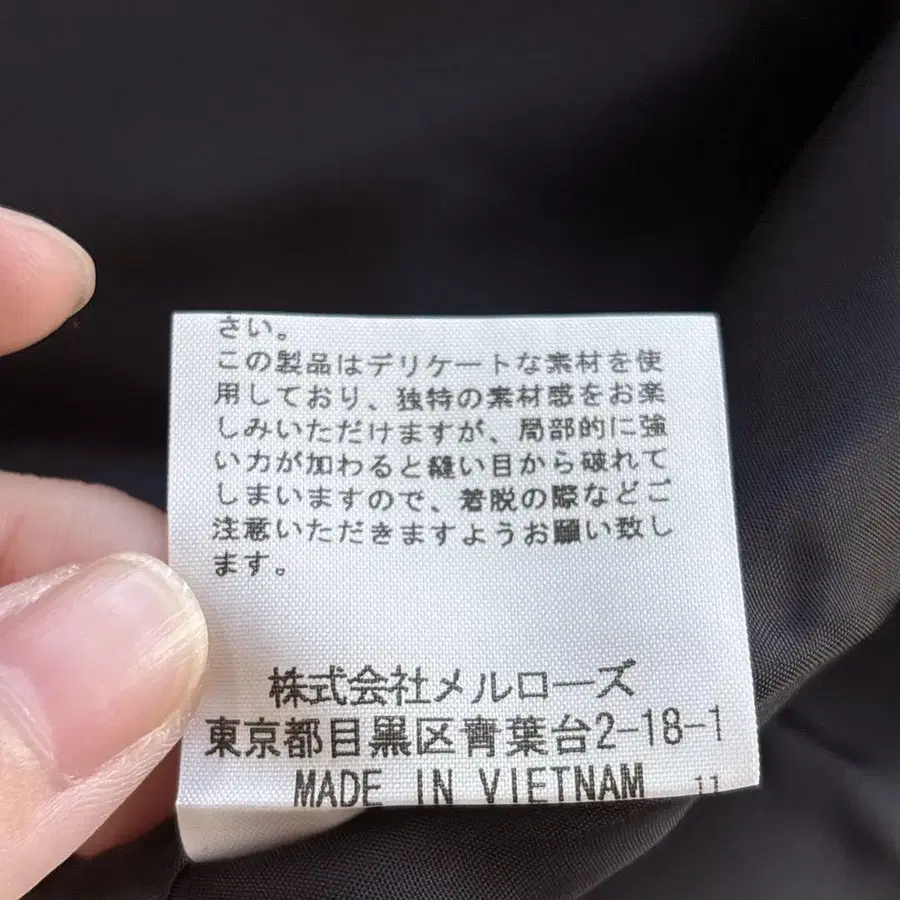 さい。
この製品はデリケートな素材を使
用しており、独特の素材感をお楽
しみいただけますが、局部的に強
い力が加わると縫い目から破れて
しまいますので、着脱の際などご
注意いただきますようお願い致し
ます。
株式会社メルローズ
東京都目黒区青葉台2-18-1
MADE IN VIETNAM 11